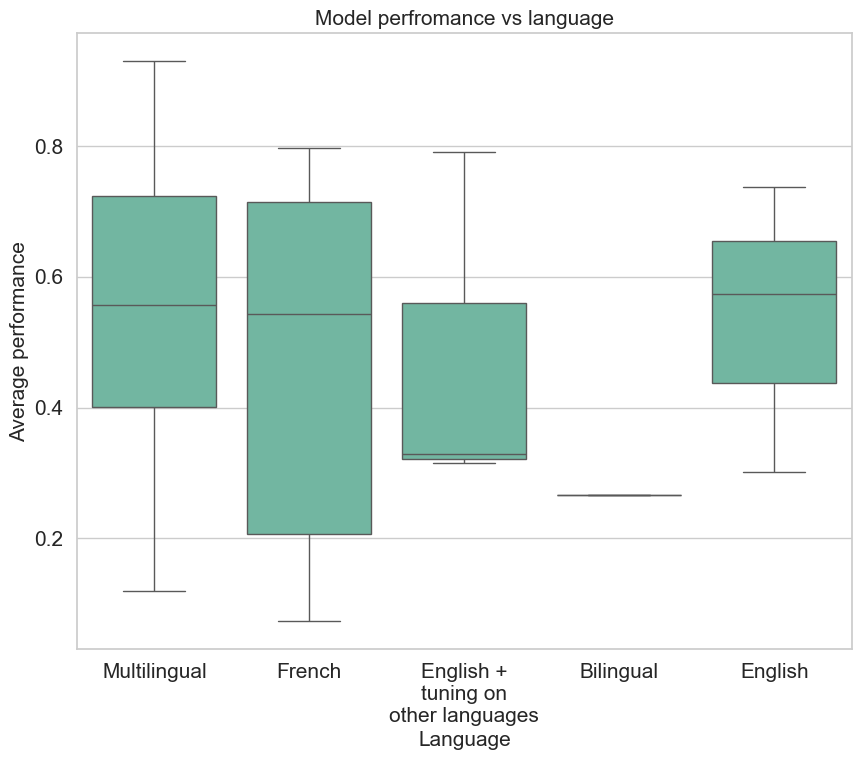 Model perfromance vs language
Average performance
0.8
0.6
0.4
0.2
Multilingual
French
English +
tuning on
other languages
Bilingual
English
Language